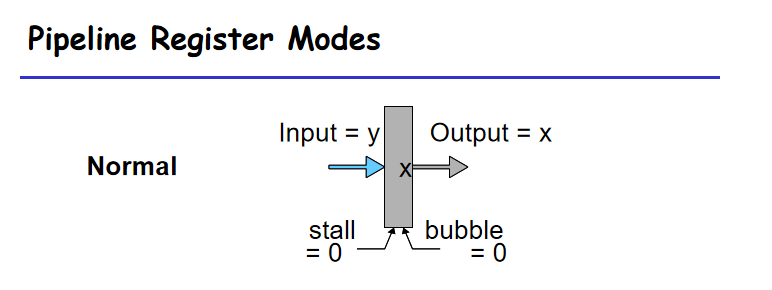 Pipeline Register Modes
Input = y
Output = x
Normal
x
stall
= 0
bubble
= 0